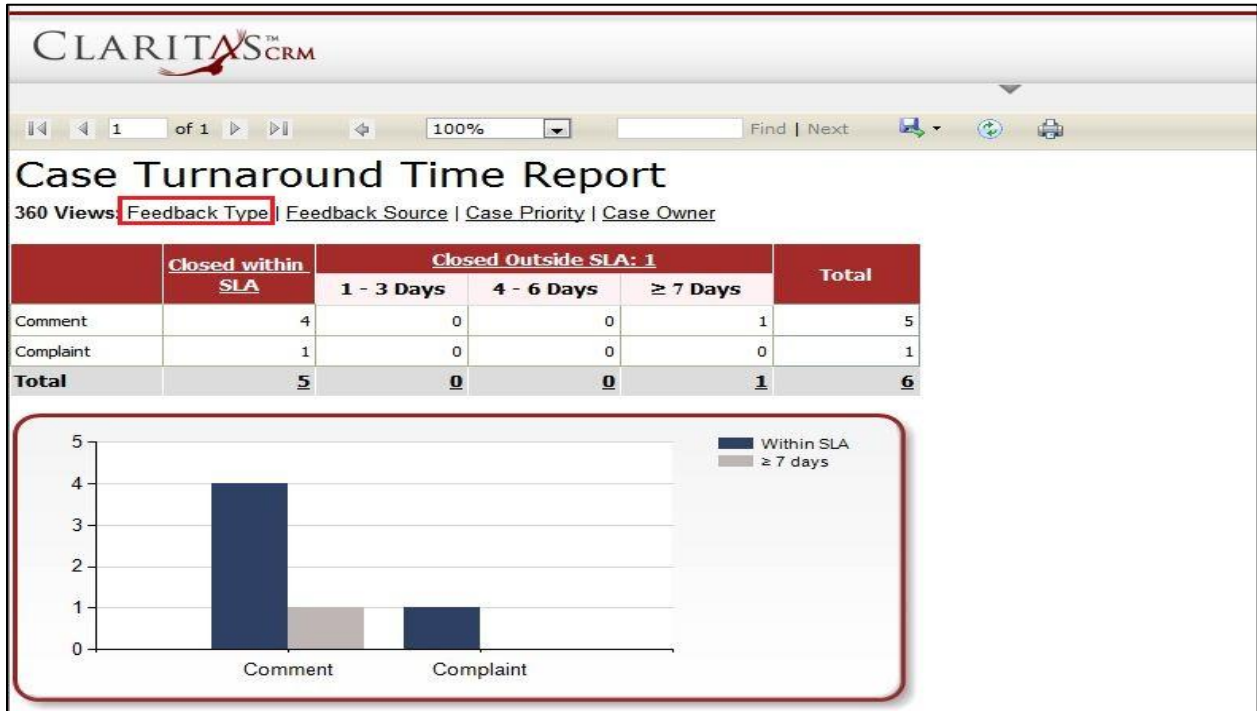 CLARITAS™ CRM
1 of 1 100% Find | Next
Case Turnaround Time Report
360 Views: Feedback Type | Feedback Source | Case Priority | Case Owner
Closed within SLA Closed Outside SLA: 1 Total
1 - 3 Days 4 - 6 Days ≥ 7 Days
Comment 4 0 0 1 5
Complaint 1 0 0 0 1
Total 5 0 0 1 6
5
4
3
2
1
0
Comment Complaint
Within SLA
≥ 7 days